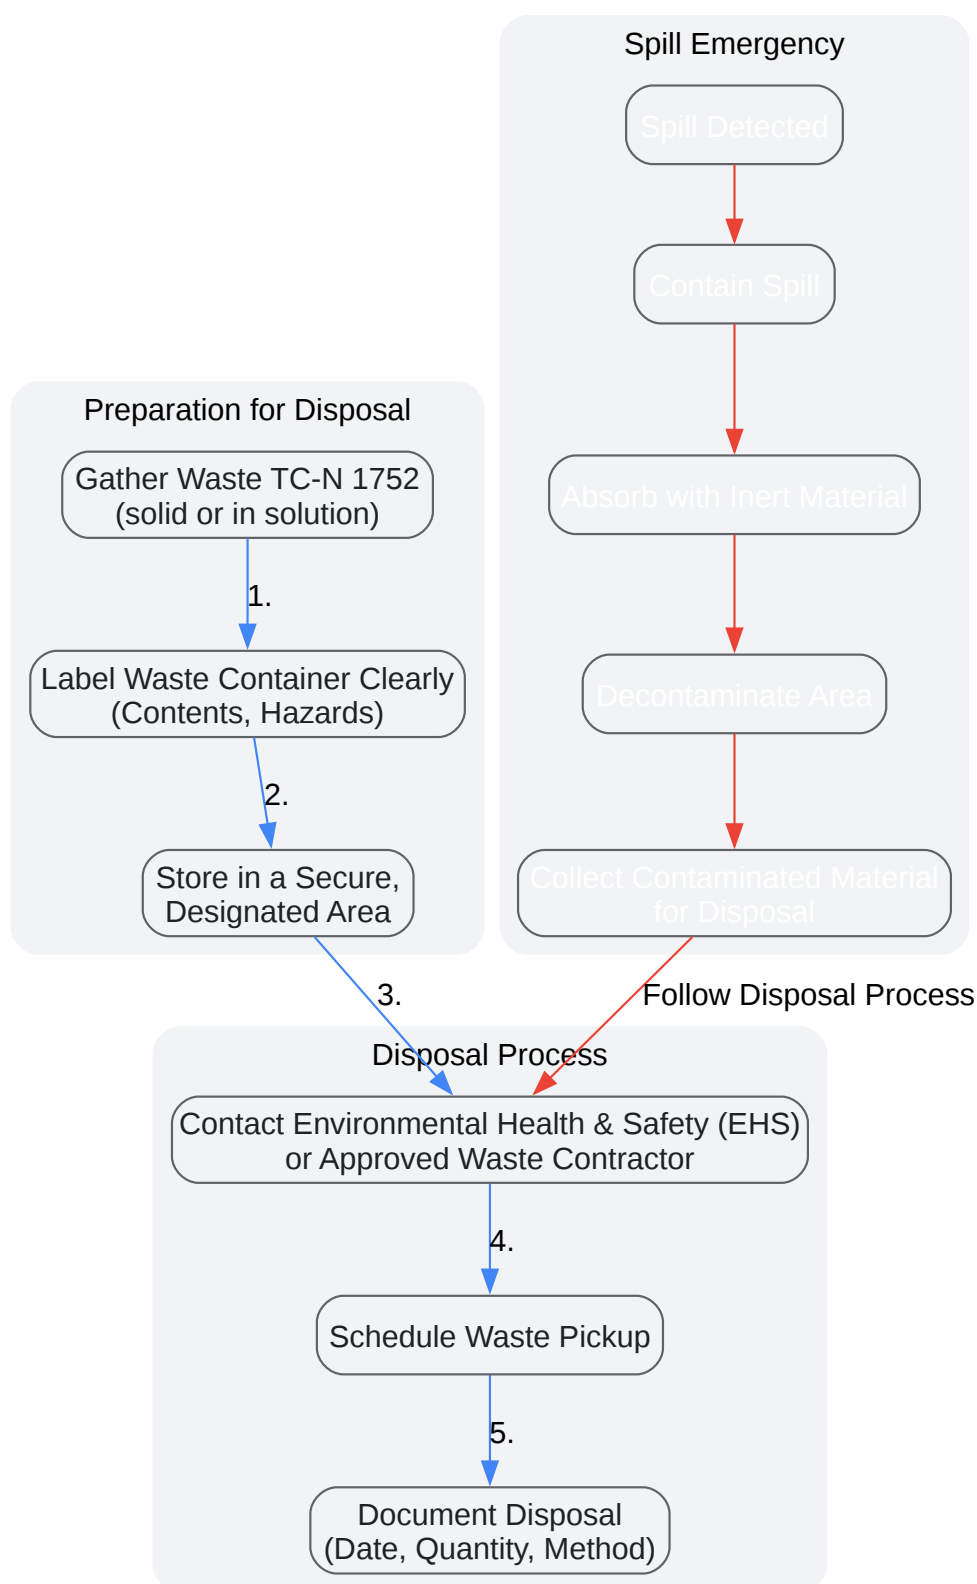 Spill Emergency
Spill Detected
Contain Spill
Absorb with Inert Material
Decontaminate Area
Collect Contaminated Material
for Disposal
Follow Disposal Process
Preparation for Disposal
Gather Waste TC-N 1752
(solid or in solution)
1.
Label Waste Container Clearly
(Contents, Hazards)
2.
Store in a Secure,
Designated Area
3.
Disposal Process
Contact Environmental Health & Safety (EHS)
or Approved Waste Contractor
4.
Schedule Waste Pickup
5.
Document Disposal
(Date, Quantity, Method)